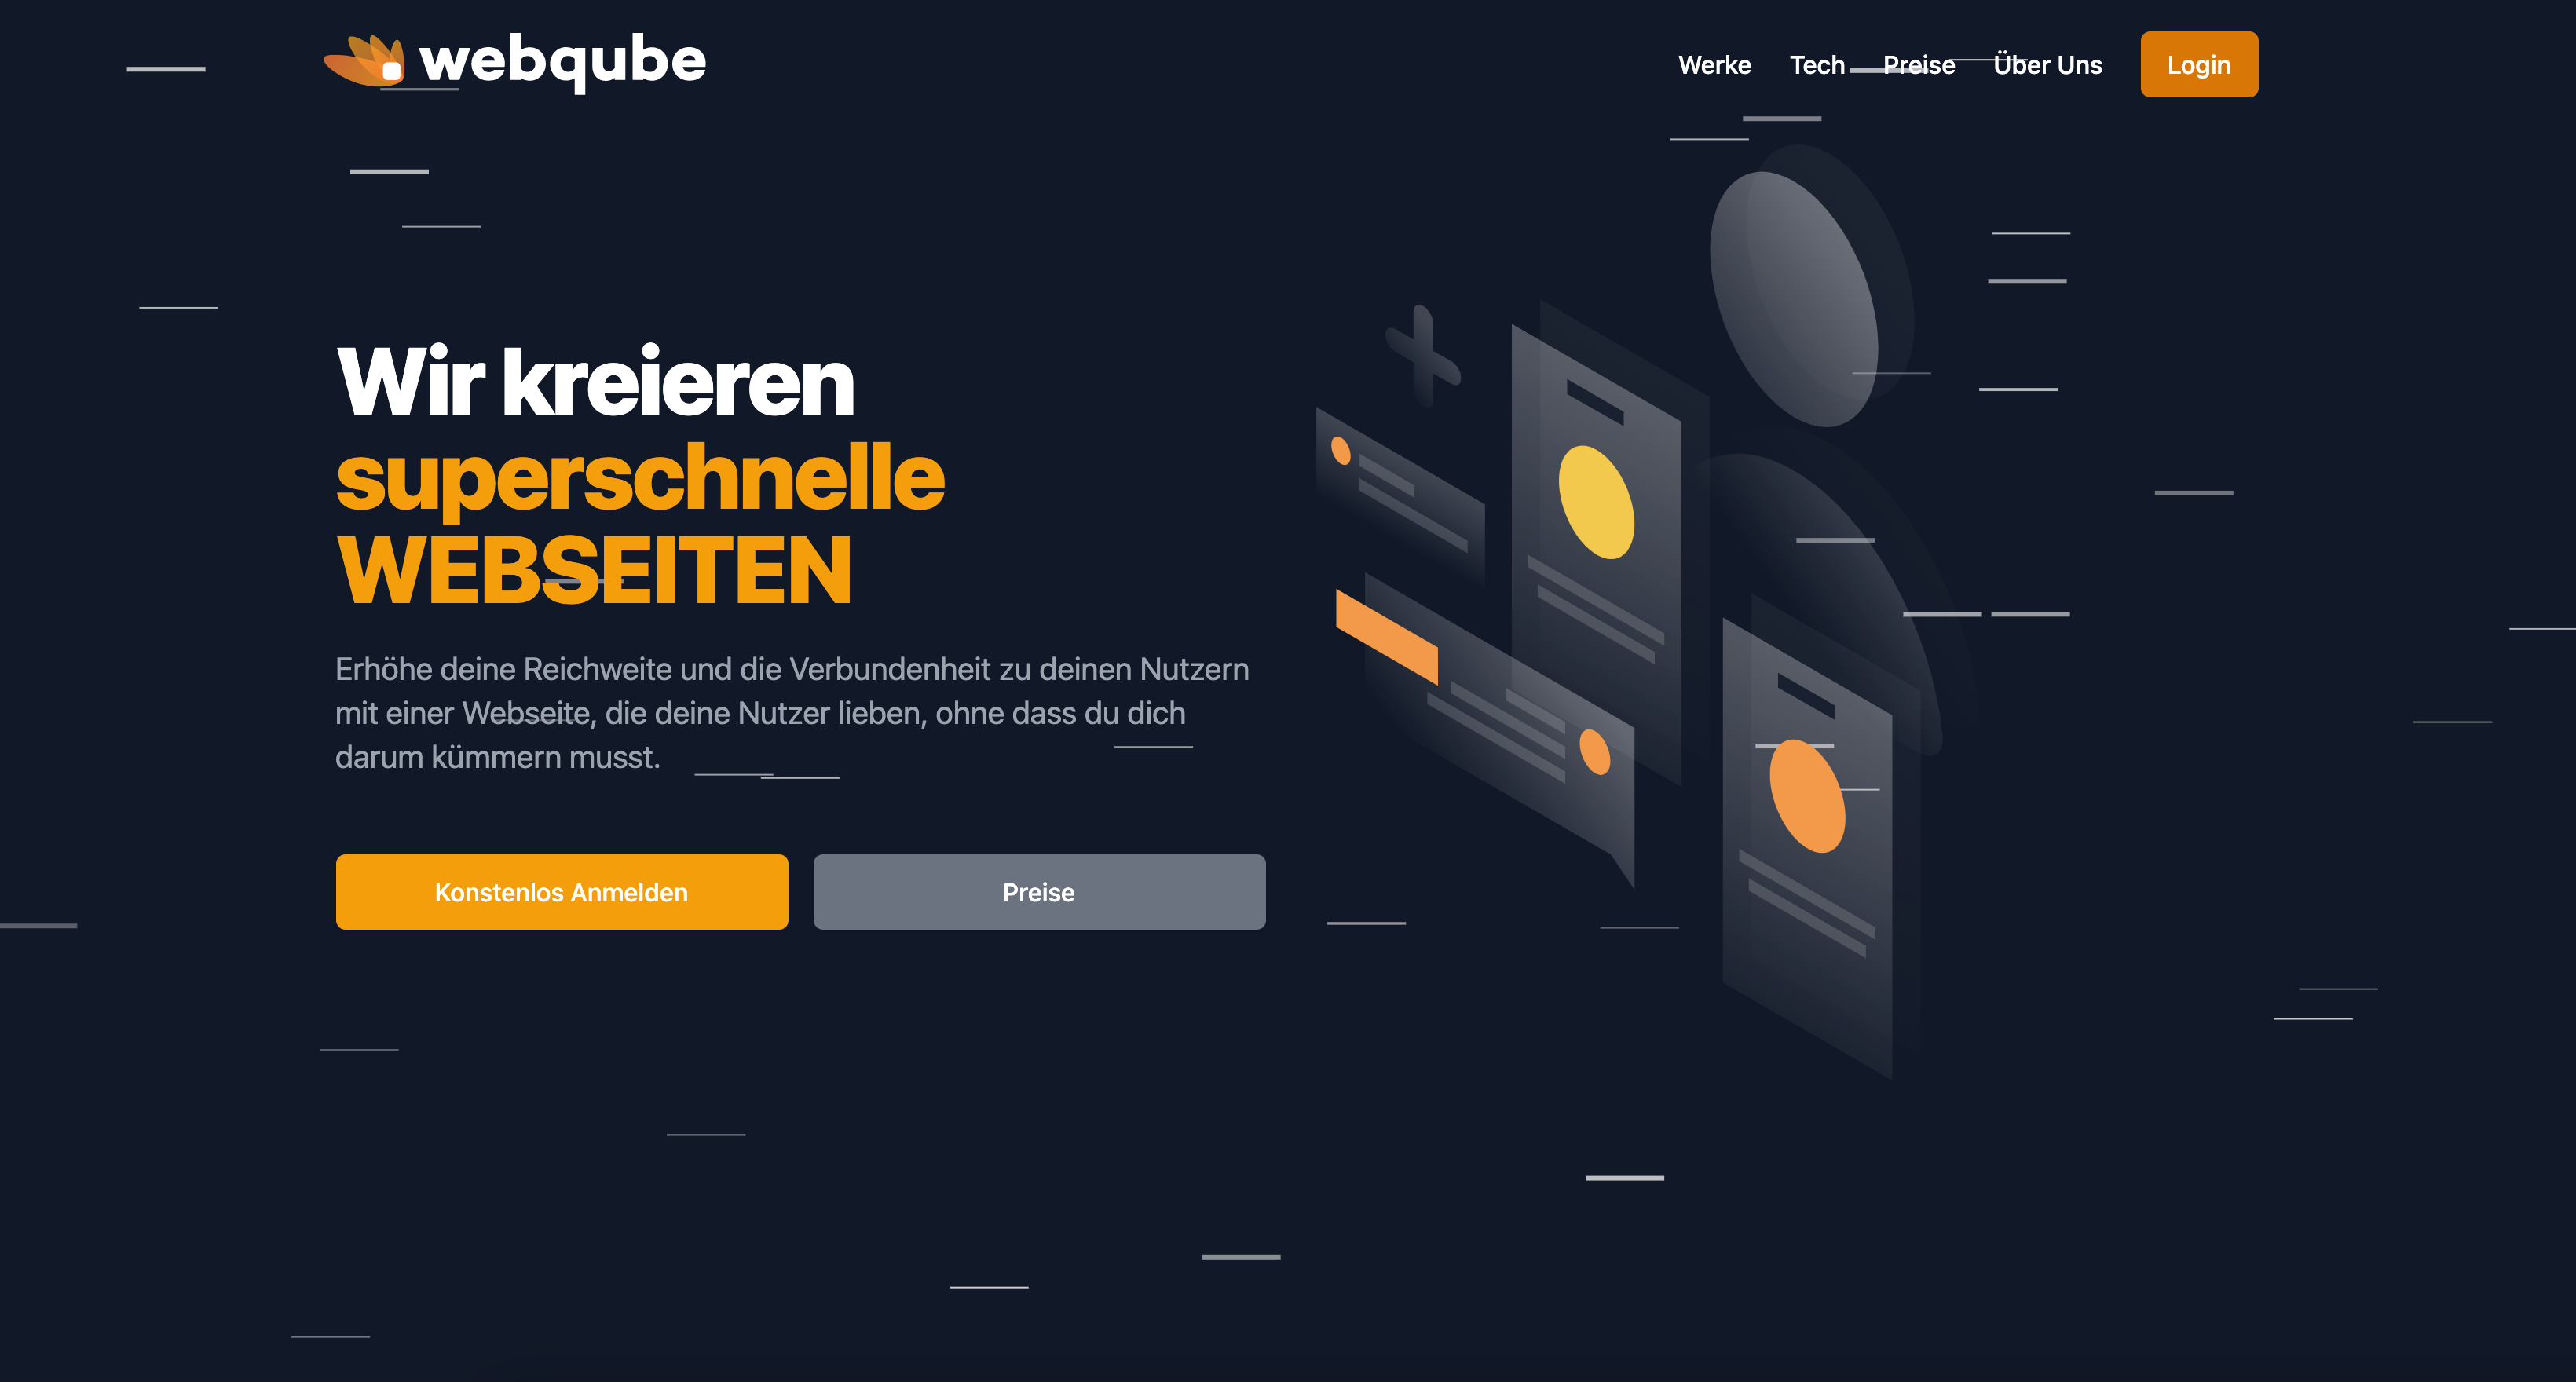 webqube
Werke
Tech
Preise
Über Uns
Login
Wir kreieren
superschnelle
WEBSEITEN
Erhöhe deine Reichweite und die Verbundenheit zu deinen Nutzern
mit einer Webseite, die deine Nutzer lieben, ohne dass du dich
darum kümmern musst.
Konstenlos Anmelden
Preise